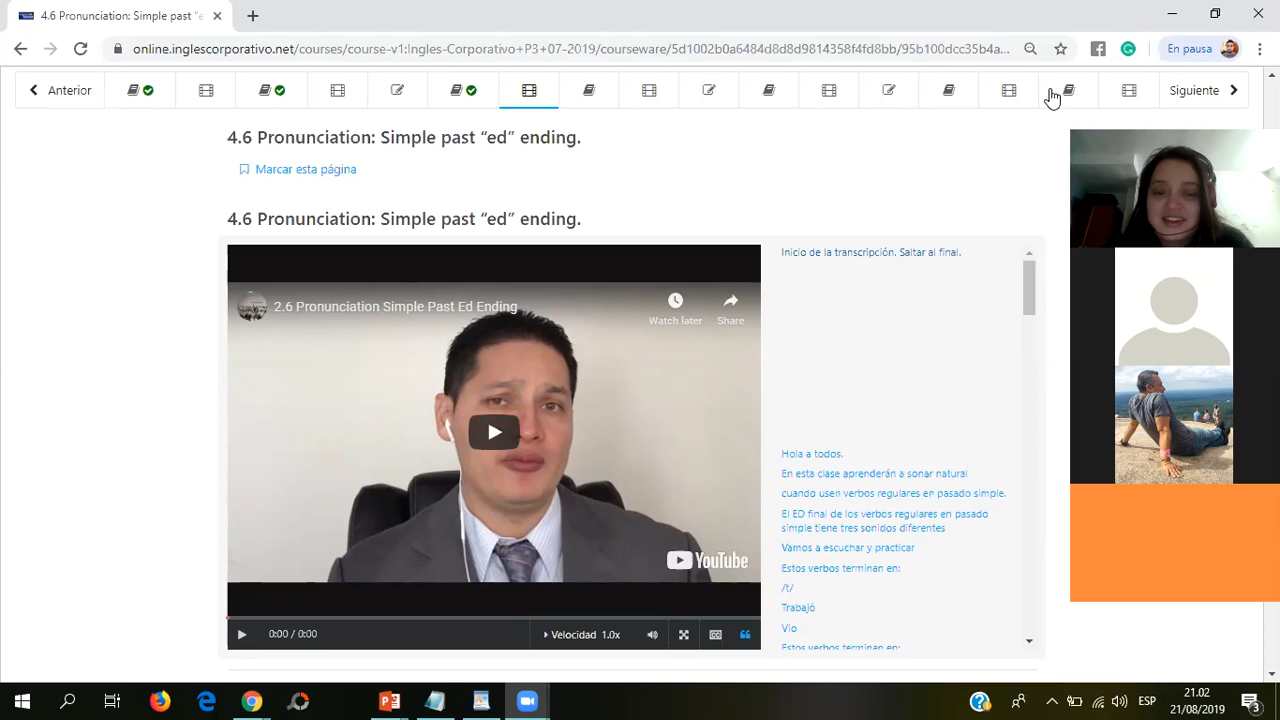 4.6 Pronunciation: Simple past "e
online.inglescorporativo.net/courses/course-v1:Ingles-Corporativo+P3+07-2019/courseware/5d1002b0a6484d8d8d9814358f4fd8bb/95b100dcc35b4a...
En pausa
Anterior
Siguiente
4.6 Pronunciation: Simple past “ed” ending.
Marcar esta página
4.6 Pronunciation: Simple past “ed” ending.
2.6 Pronunciation Simple Past Ed Ending
Watch later
Share
YouTube
0:00 / 0:00
Velocidad 1.0x
Inicio de la transcripción. Saltar al final.
Hola a todos.
En esta clase aprenderán a sonar natural
cuando usen verbos regulares en pasado simple.
El ED final de los verbos regulares en pasado
simple tiene tres sonidos diferentes
Vamos a escuchar y practicar
Estos verbos terminan en:
/t/
Trabajó
Vio
Estos verbos terminan en:
ESP
21.02
21/08/2019
3